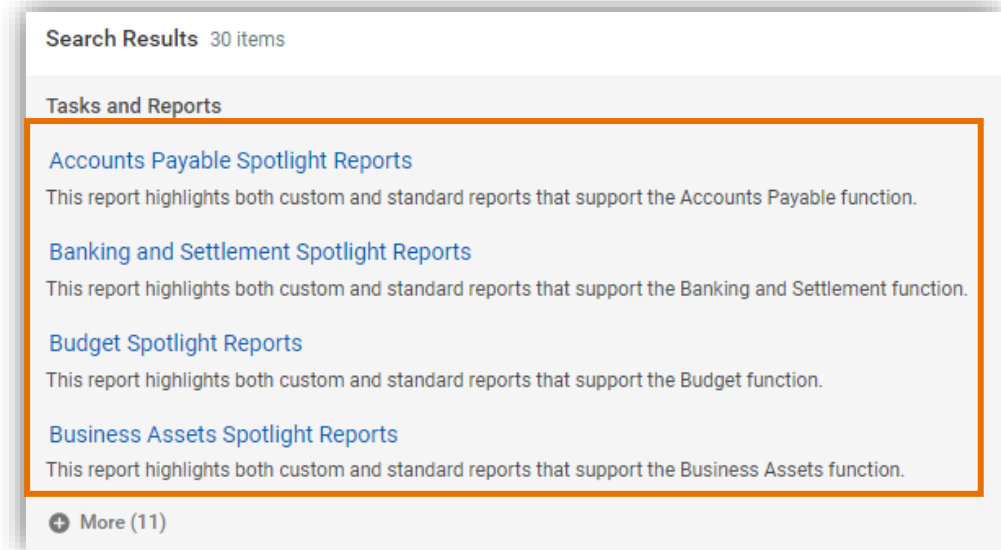 Search Results 30 items
Tasks and Reports
Accounts Payable Spotlight Reports
This report highlights both custom and standard reports that support the Accounts Payable function.
Banking and Settlement Spotlight Reports
This report highlights both custom and standard reports that support the Banking and Settlement function.
Budget Spotlight Reports
This report highlights both custom and standard reports that support the Budget function.
Business Assets Spotlight Reports
This report highlights both custom and standard reports that support the Business Assets function.
More (11)